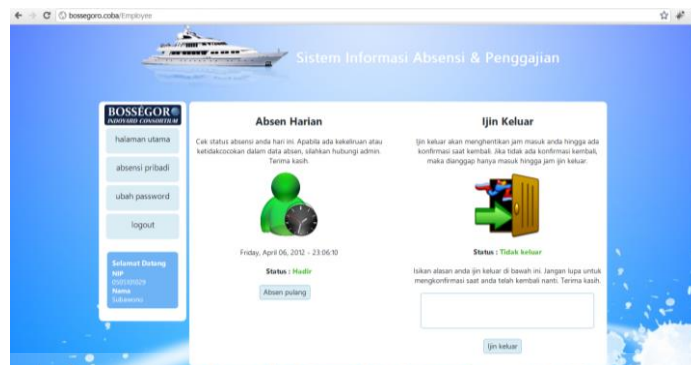 bossegoro.coba/Employee
Sistem Informasi Absensi & Penggajian
BOSSÉGORO
INDOYARD CONSORTIUM
halaman utama
absensi pribadi
ubah password
logout
Selamat Datang
NIP
Nama
Subawono
Absen Harian
Cek status absensi anda hari ini. Apabila ada kekeliruan atau
ketidakcocokan dalam data absen, silahkan hubungi admin.
Terima kasih.
Friday, April 06, 2012 - 23:06:10
Status : Hadir
Absen pulang
Ijin Keluar
Ijin keluar akan menghentikan jam masuk anda hingga ada
konfirmasi saat kembali. Jika tidak ada konfirmasi kembali,
maka dianggap hanya masuk hingga jam ijin keluar.
Status : Tidak keluar
Isikan alasan anda ijin keluar di bawah ini. Jangan lupa untuk
mengkonfirmasi saat anda telah kembali nanti. Terima kasih.
Ijin keluar